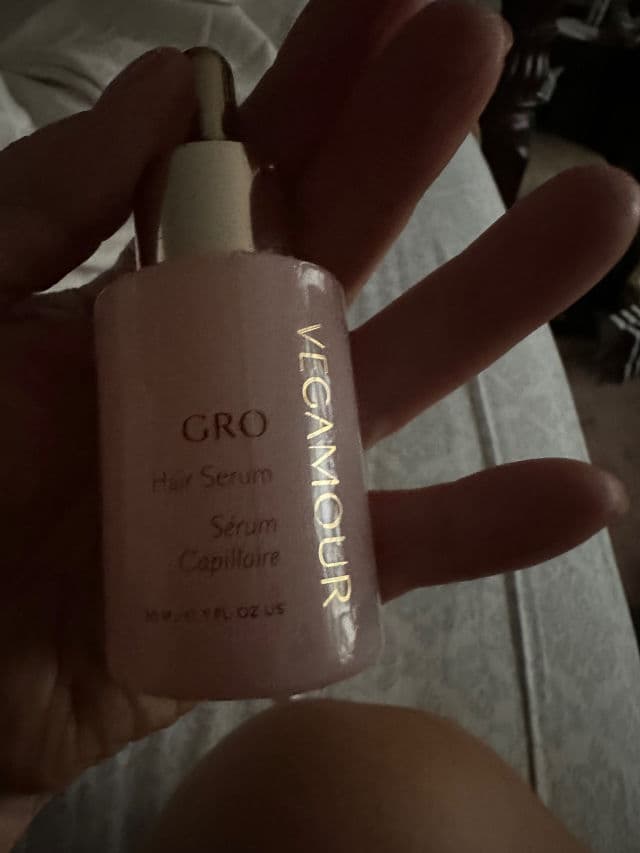 GRO
Hair Serum
Sérum
Capillaire
FL OZ US
VEGAMOUR